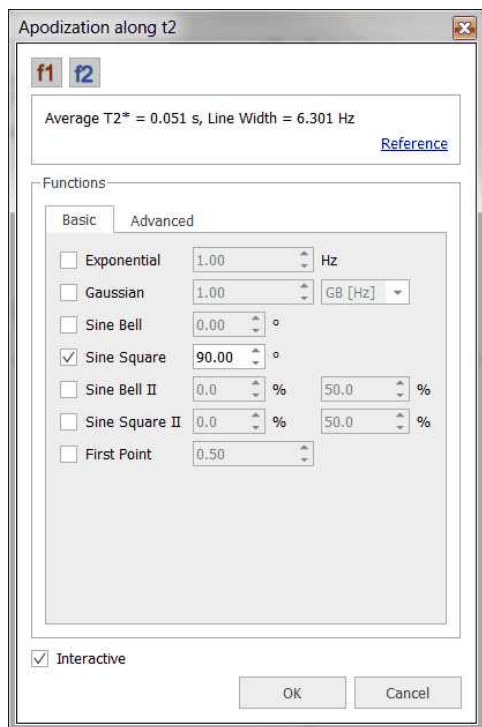 Apodization along t2
f1 f2
Average T2* = 0.051 s, Line Width = 6.301 Hz
Reference
Functions
Basic Advanced
Exponential 1.00 Hz
Gaussian 1.00 GB [Hz]
Sine Bell 0.00 °
Sine Square 90.00 °
Sine Bell II 0.0 % 50.0 %
Sine Square II 0.0 % 50.0 %
First Point 0.50
Interactive
OK Cancel